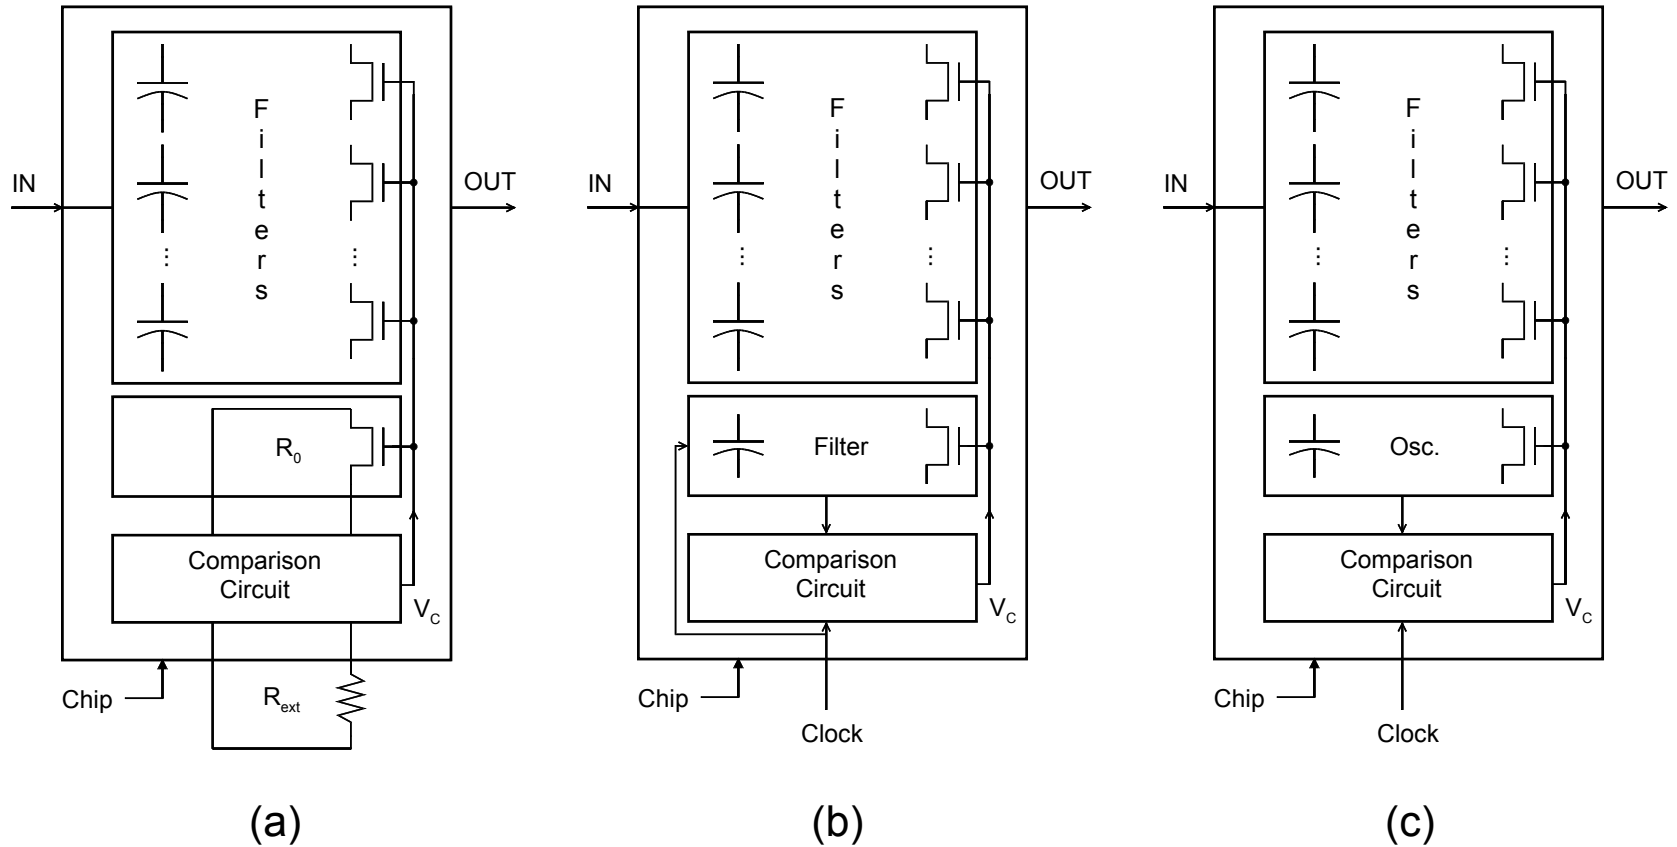 IN
F
i
l
t
e
r
s
OUT
R0
Comparison
Circuit
VC
Chip
Rext
(a)
IN
F
i
l
t
e
r
s
OUT
Filter
Comparison
Circuit
VC
Chip
Clock
(b)
IN
F
i
l
t
e
r
s
OUT
Osc.
Comparison
Circuit
VC
Chip
Clock
(c)